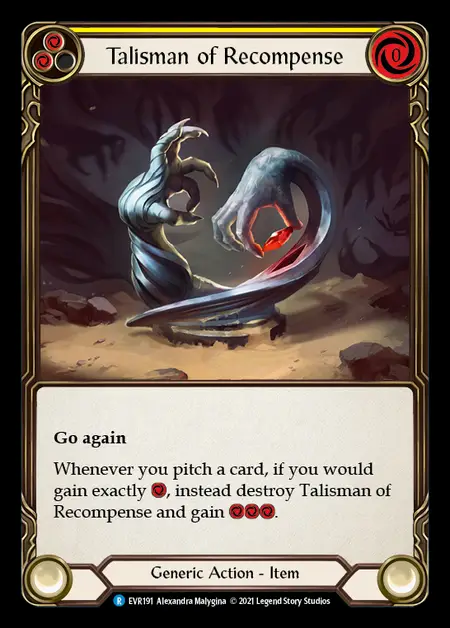 Talisman of Recompense
0
Go again
Whenever you pitch a card, if you would
gain exactly , instead destroy Talisman of
Recompense and gain .
Generic Action - Item
R EVR191 Alexandra Malygina © 2021 Legend Story Studios